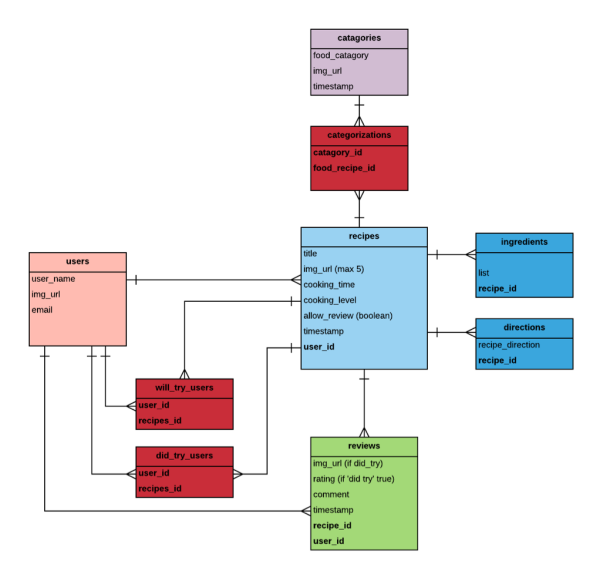 catagories
food_catagory
img_url
timestamp
categorizations
catagory_id
food_recipe_id
recipes
title
img_url (max 5)
cooking_time
cooking_level
allow_review (boolean)
timestamp
user_id
ingredients
list
recipe_id
directions
recipe_direction
recipe_id
users
user_name
img_url
email
will_try_users
user_id
recipes_id
did_try_users
user_id
recipes_id
reviews
img_url (if did_try)
rating (if 'did try' true)
comment
timestamp
recipe_id
user_id